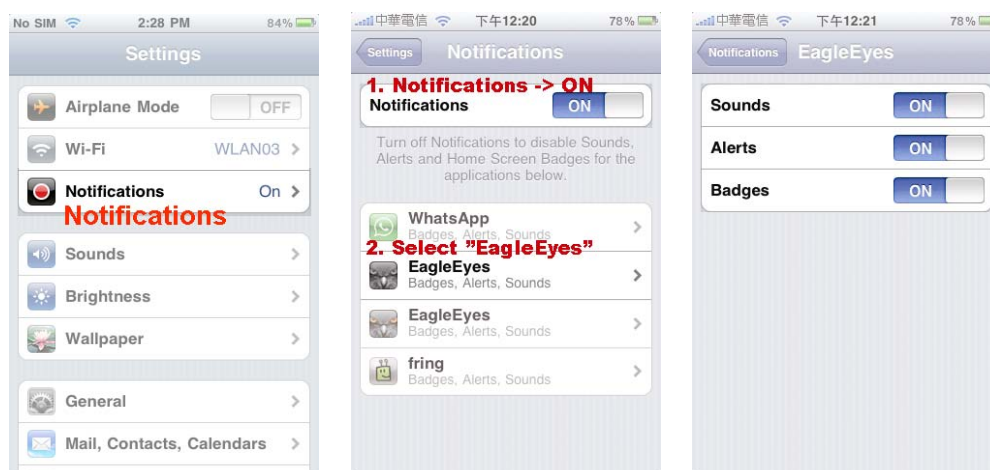 No SIM 2:28 PM 84%
Settings
Airplane Mode OFF
Wi-Fi WLAN03
Notifications On
Notifications
Sounds
Brightness
Wallpaper
General
Mail, Contacts, Calendars
中華電信 下午12:20 78%
Settings Notifications
1. Notifications -> ON
Notifications ON
Turn off Notifications to disable Sounds,
Alerts and Home Screen Badges for the
applications below.
WhatsApp
Badges, Alerts, Sounds
2. Select "EagleEyes"
EagleEyes
Badges, Alerts, Sounds
EagleEyes
Badges, Alerts, Sounds
fring
Badges, Alerts, Sounds
中華電信 下午12:21 78%
Notifications EagleEyes
Sounds ON
Alerts ON
Badges ON